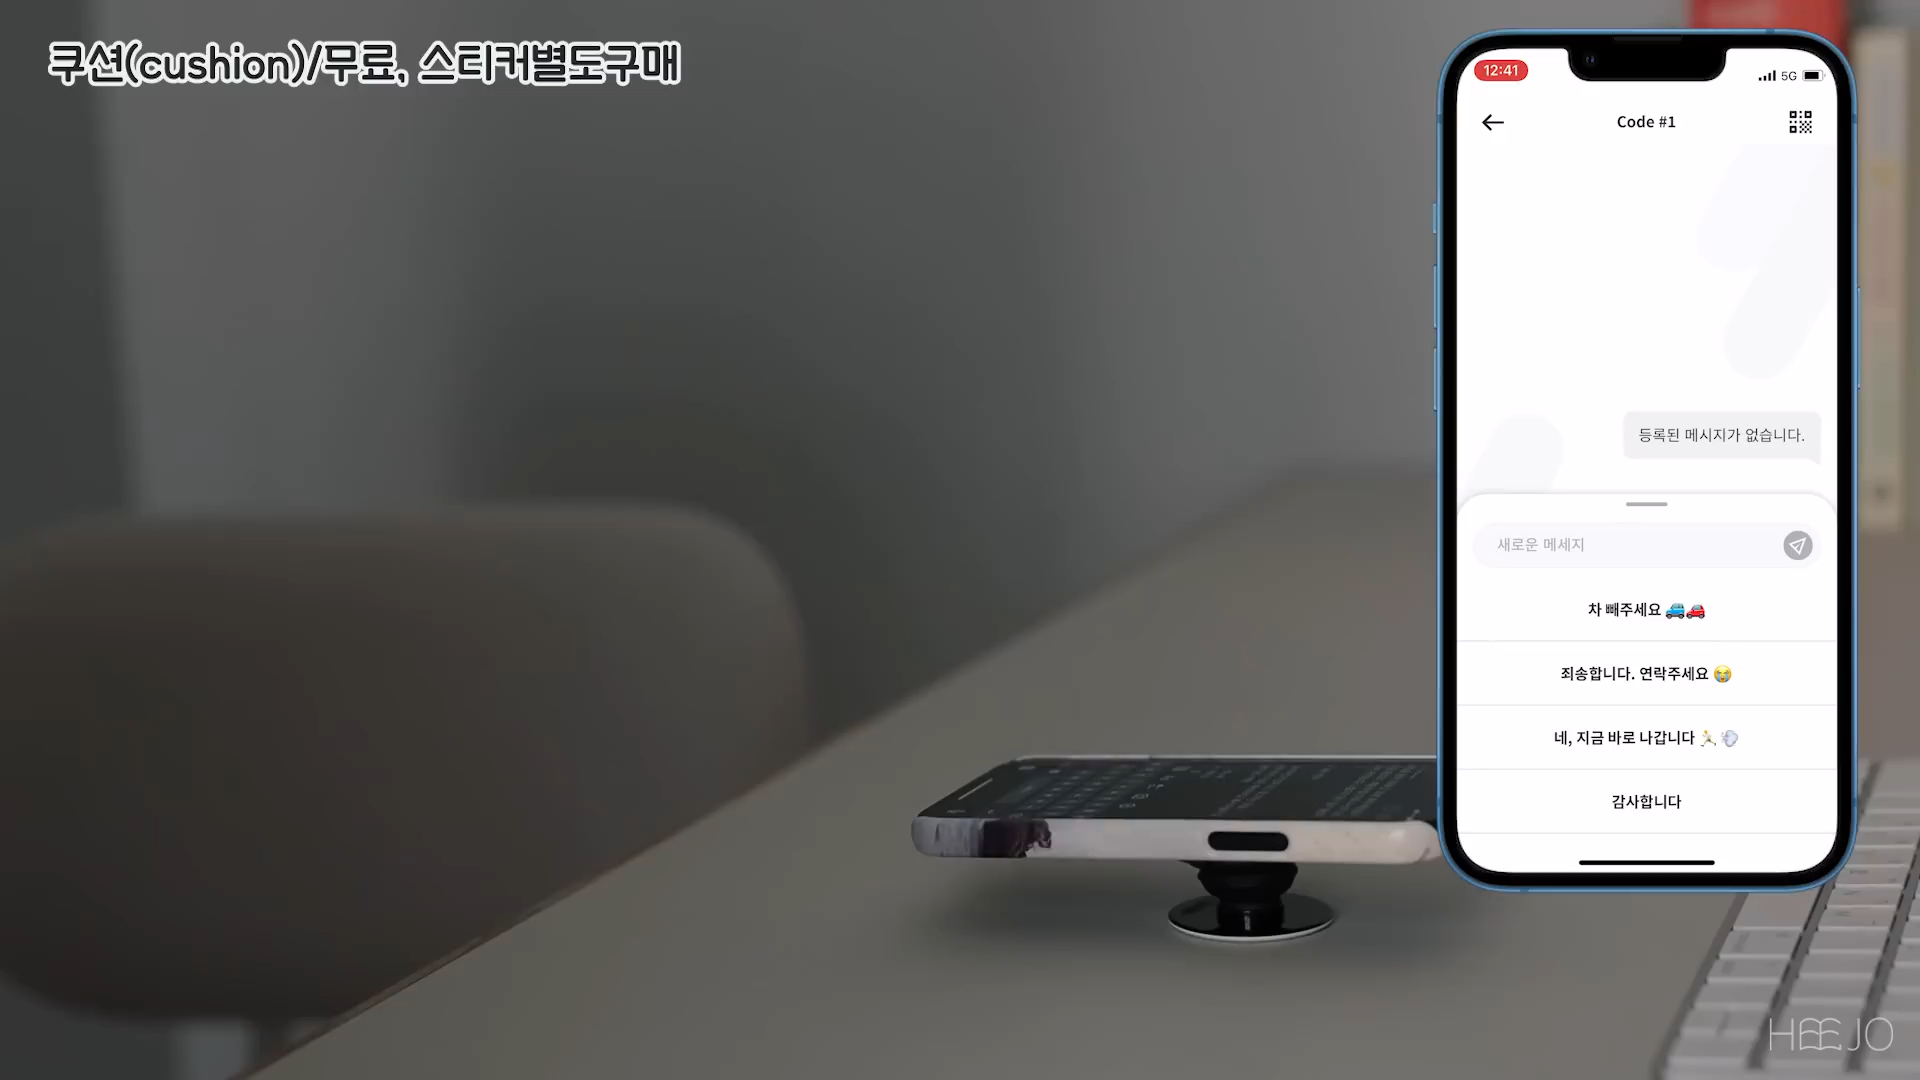 쿠션(cushion)/무료, 스티커별도구매
12:41
5G
Code #1
등록된 메시지가 없습니다.
새로운 메세지
차 빼주세요 🚙🚗
죄송합니다. 연락주세요 😭
네, 지금 바로 나갑니다 🏃💨
감사합니다
HEEJO